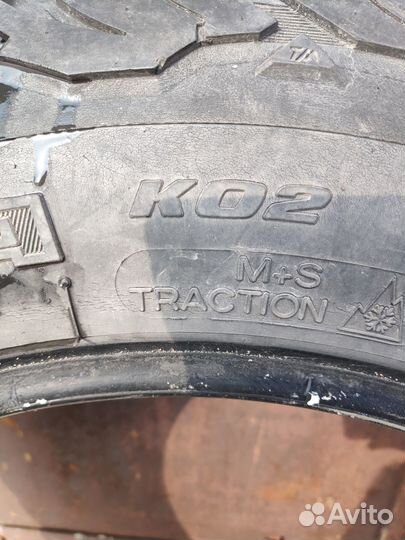 T/A
KO2
M+S
TRACTION
Avito